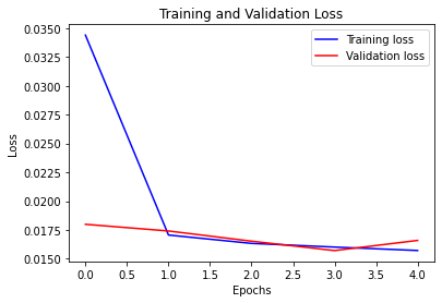 Training and Validation Loss
Training loss
Validation loss
Loss
0.0350
0.0325
0.0300
0.0275
0.0250
0.0225
0.0200
0.0175
0.0150
0.0 0.5 1.0 1.5 2.0 2.5 3.0 3.5 4.0
Epochs